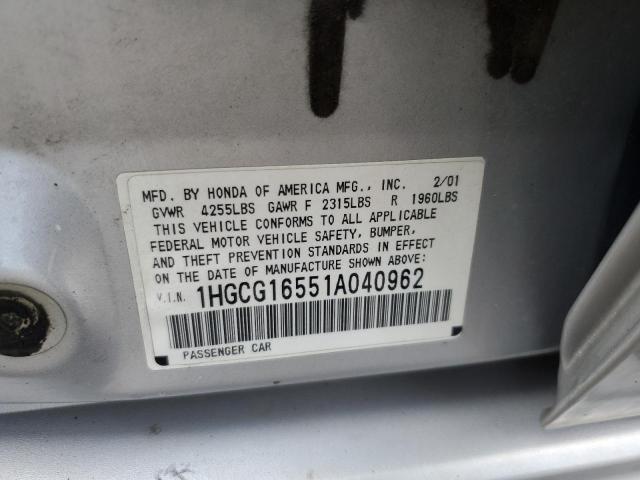 MFD. BY HONDA OF AMERICA MFG., INC. 2/01
GVWR 4255LBS GAWR F 2315LBS R 1960LBS
THIS VEHICLE CONFORMS TO ALL APPLICABLE
FEDERAL MOTOR VEHICLE SAFETY, BUMPER,
AND THEFT PREVENTION STANDARDS IN EFFECT
ON THE DATE OF MANUFACTURE SHOWN ABOVE:
V.I.N. 1HGCG16551A040962
PASSENGER CAR